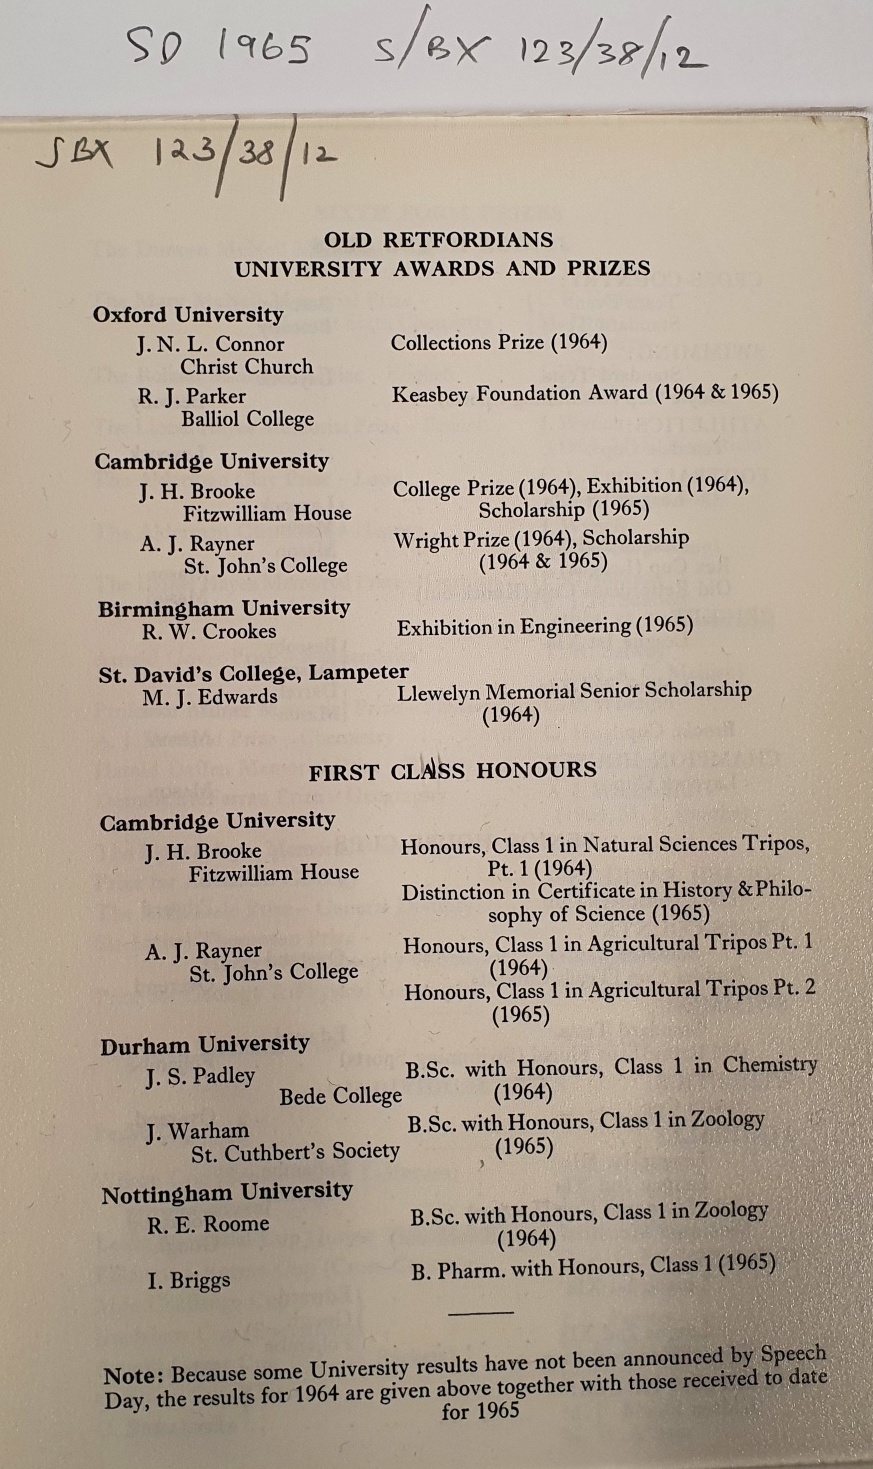 SD 1965 S/BX 123/38/12
SBX 123/38/12
OLD RETFORDIANS
UNIVERSITY AWARDS AND PRIZES
Oxford University
J. N. L. Connor Collections Prize (1964)
Christ Church
R. J. Parker Keasbey Foundation Award (1964 & 1965)
Balliol College
Cambridge University
J. H. Brooke College Prize (1964), Exhibition (1964),
Fitzwilliam House Scholarship (1965)
A. J. Rayner Wright Prize (1964), Scholarship
St. John's College (1964 & 1965)
Birmingham University
R. W. Crookes Exhibition in Engineering (1965)
St. David's College, Lampeter
M. J. Edwards Llewelyn Memorial Senior Scholarship
(1964)
FIRST CLASS HONOURS
Cambridge University
J. H. Brooke Honours, Class 1 in Natural Sciences Tripos,
Fitzwilliam House Pt. 1 (1964)
Distinction in Certificate in History & Philo-
sophy of Science (1965)
A. J. Rayner Honours, Class 1 in Agricultural Tripos Pt. 1
St. John's College (1964)
Honours, Class 1 in Agricultural Tripos Pt. 2
(1965)
Durham University
J. S. Padley B.Sc. with Honours, Class 1 in Chemistry
Bede College (1964)
J. Warham B.Sc. with Honours, Class 1 in Zoology
St. Cuthbert's Society (1965)
Nottingham University
R. E. Roome B.Sc. with Honours, Class 1 in Zoology
(1964)
I. Briggs B. Pharm. with Honours, Class 1 (1965)
Note: Because some University results have not been announced by Speech
Day, the results for 1964 are given above together with those received to date
for 1965